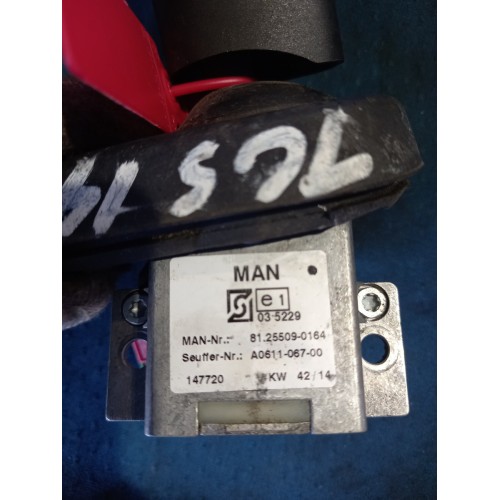 TGS
19
MAN
e1
03 5229
MAN-Nr.: 81.25509-0164
Seuffer-Nr.: A0611-067-00
147720 KW 42/14